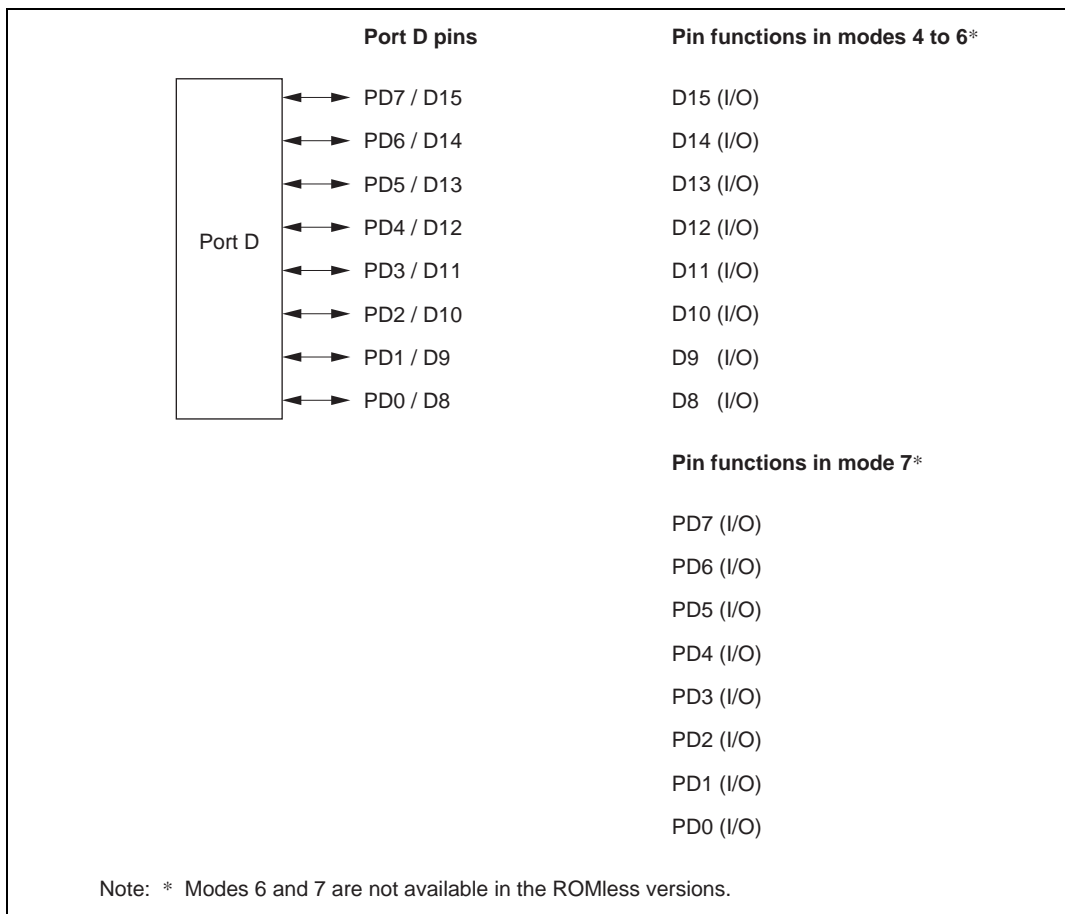 Port D pins Pin functions in modes 4 to 6*
PD7 / D15 D15 (I/O)
PD6 / D14 D14 (I/O)
PD5 / D13 D13 (I/O)
PD4 / D12 D12 (I/O)
Port D
PD3 / D11 D11 (I/O)
PD2 / D10 D10 (I/O)
PD1 / D9 D9 (I/O)
PD0 / D8 D8 (I/O)
Pin functions in mode 7*
PD7 (I/O)
PD6 (I/O)
PD5 (I/O)
PD4 (I/O)
PD3 (I/O)
PD2 (I/O)
PD1 (I/O)
PD0 (I/O)
Note: * Modes 6 and 7 are not available in the ROMless versions.